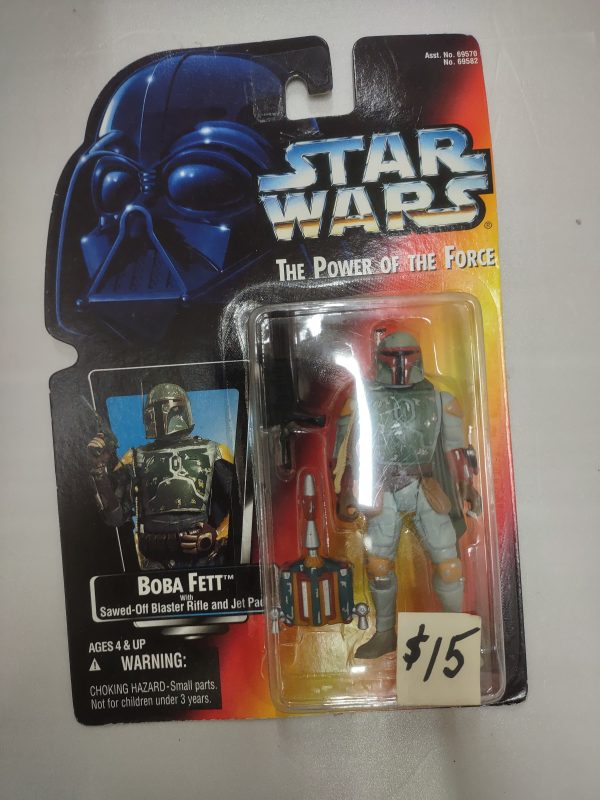 Asst. No. 69570
No. 69582
STAR
WARS®
THE POWER OF THE FORCE
BOBA FETT™
With
Sawed-Off Blaster Rifle and Jet Pac
AGES 4 & UP
⚠ WARNING:
CHOKING HAZARD-Small parts.
Not for children under 3 years.
$15